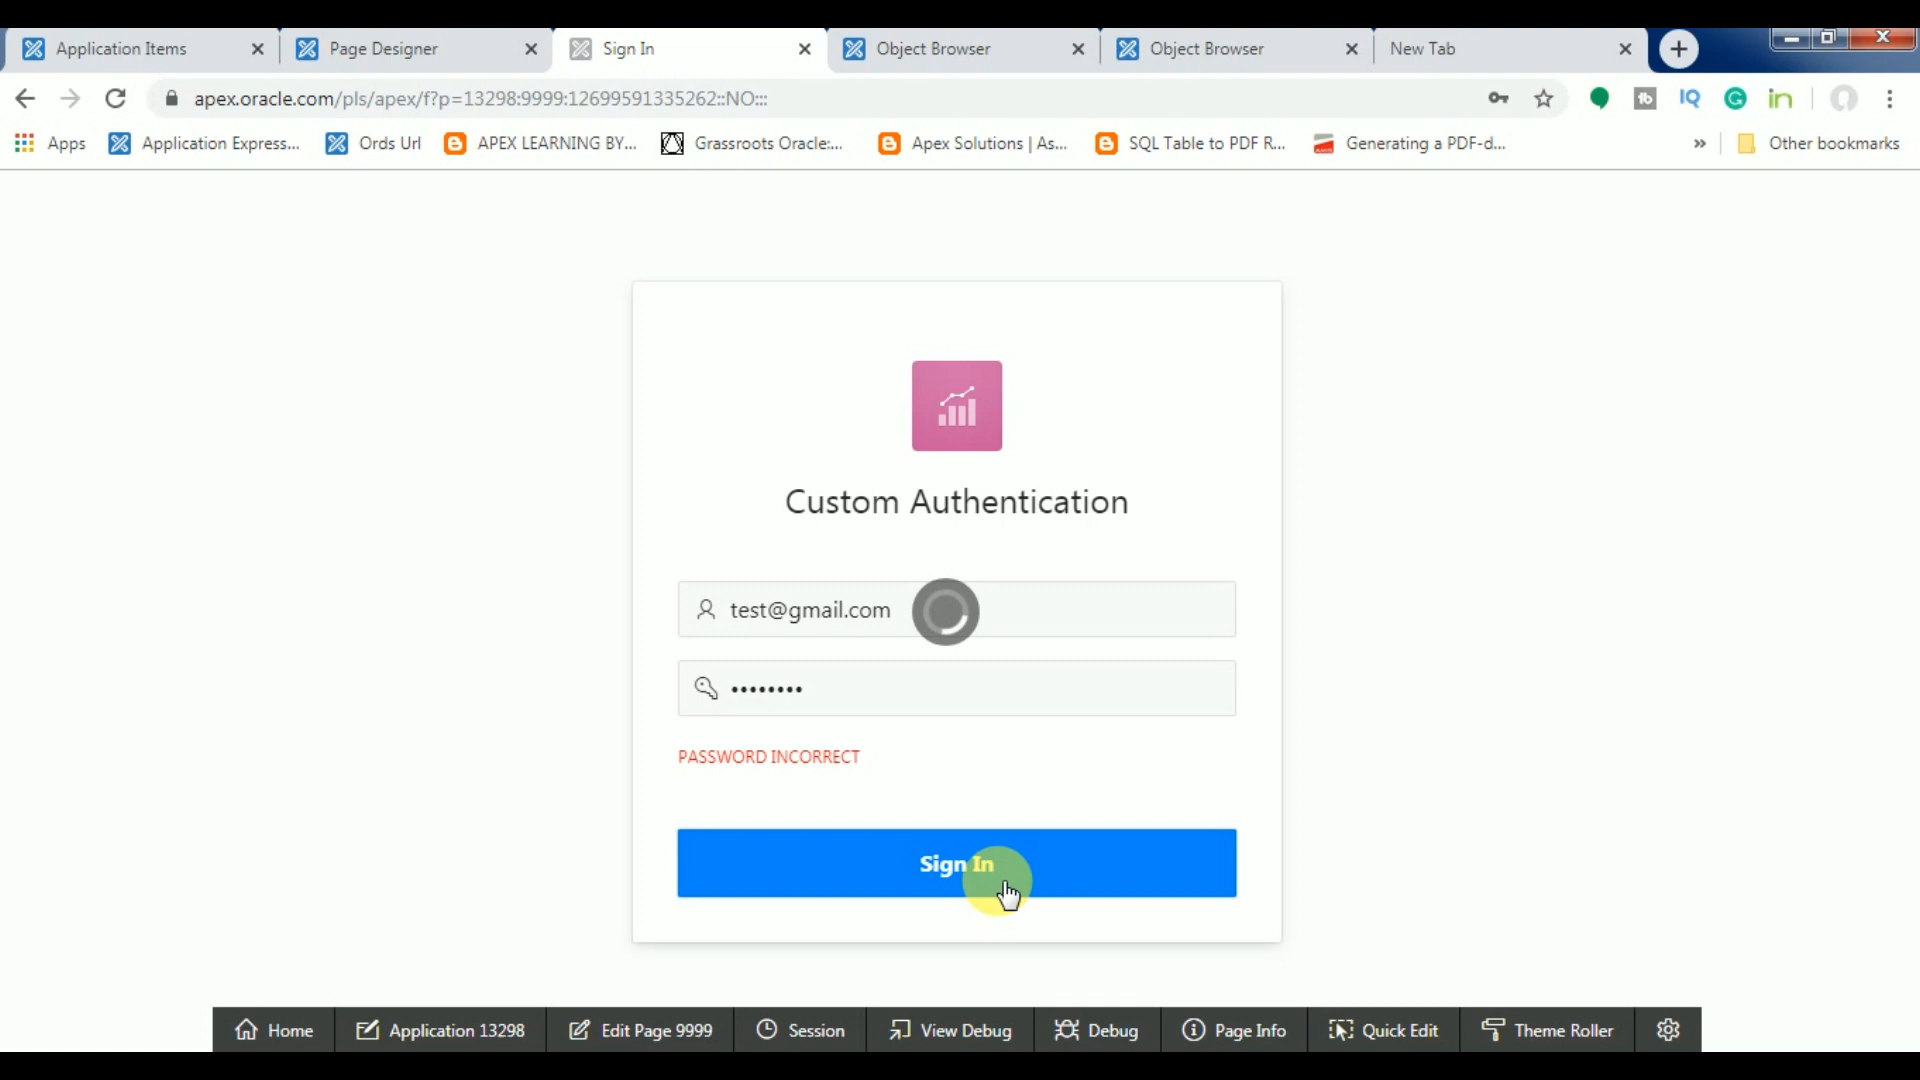 Application Items
Page Designer
Sign In
Object Browser
Object Browser
New Tab
apex.oracle.com/pls/apex/f?p=13298:9999:12699591335262::NO:::
tb
IQ
G
in
Apps
Application Express...
Ords Url
APEX LEARNING BY...
Grassroots Oracle:...
Apex Solutions | As...
SQL Table to PDF R...
Generating a PDF-d...
»
Other bookmarks
Custom Authentication
test@gmail.com
••••••••
PASSWORD INCORRECT
Sign In
Home
Application 13298
Edit Page 9999
Session
View Debug
Debug
Page Info
Quick Edit
Theme Roller